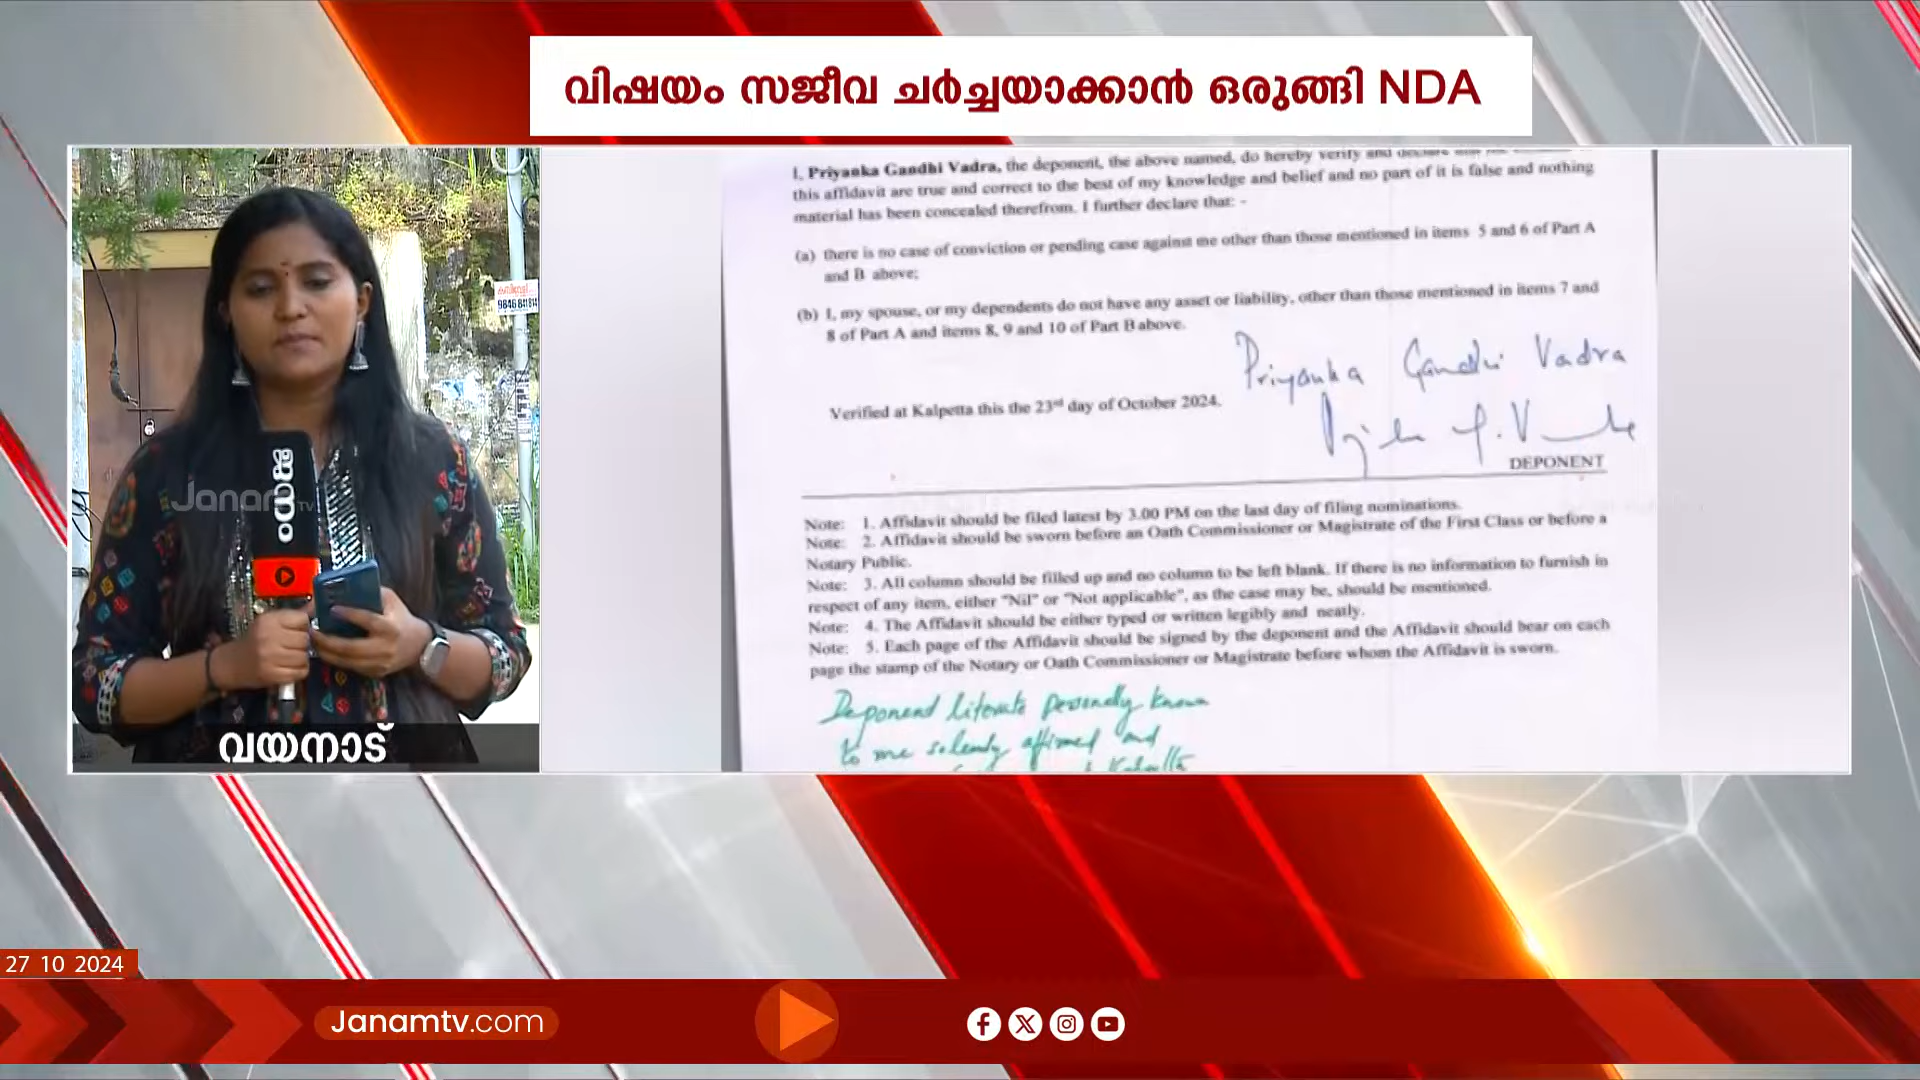 വിഷയം സജീവ ചർച്ചയാക്കാൻ ഒരുങ്ങി NDA
I, Priyanka Gandhi Vadra, the deponent, the above named, do hereby verify and declare
this affidavit are true and correct to the best of my knowledge and belief and no part of it is false and nothing
material has been concealed therefrom. I further declare that: -
(a) there is no case of conviction or pending case against me other than those mentioned in items 5 and 6 of Part A
and B above;
(b) I, my spouse, or my dependents do not have any asset or liability, other than those mentioned in items 7 and
8 of Part A and items 8, 9 and 10 of Part B above.
Priyanka Gandhi Vadra
Verified at Kalpetta this the 23rd day of October 2024.
DEPONENT
Note: 1. Affidavit should be filed latest by 3.00 PM on the last day of filing nominations.
Note: 2. Affidavit should be sworn before an Oath Commissioner or Magistrate of the First Class or before a
Notary Public.
Note: 3. All column should be filled up and no column to be left blank. If there is no information to furnish in
respect of any item, either "Nil" or "Not applicable", as the case may be, should be mentioned.
Note: 4. The Affidavit should be either typed or written legibly and neatly.
Note: 5. Each page of the Affidavit should be signed by the deponent and the Affidavit should bear on each
page the stamp of the Notary or Oath Commissioner or Magistrate before whom the Affidavit is sworn.
Deponent literate personally known
to me solemnly affirmed and
ജനം
Janam TV
9846 841814
വയനാട്
27 10 2024
Janamtv.com